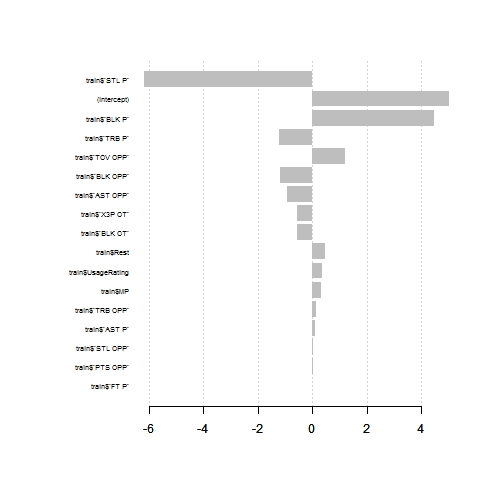 train$`STL P`
(Intercept)
train$`BLK P`
train$`TRB P`
train$`TOV OPP`
train$`BLK OPP`
train$`AST OPP`
train$`X3P OT`
train$`BLK OT`
train$Rest
train$UsageRating
train$MP
train$`TRB OPP`
train$`AST P`
train$`STL OPP`
train$`PTS OPP`
train$`FT P`
-6 -4 -2 0 2 4